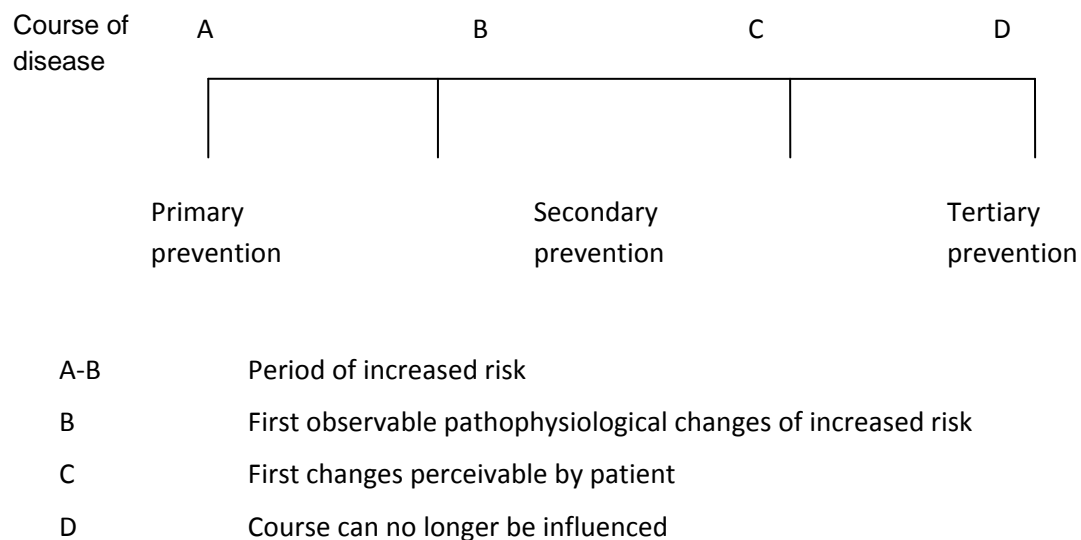 Course of disease A B C D
Primary prevention Secondary prevention Tertiary prevention
A-B Period of increased risk
B First observable pathophysiological changes of increased risk
C First changes perceivable by patient
D Course can no longer be influenced